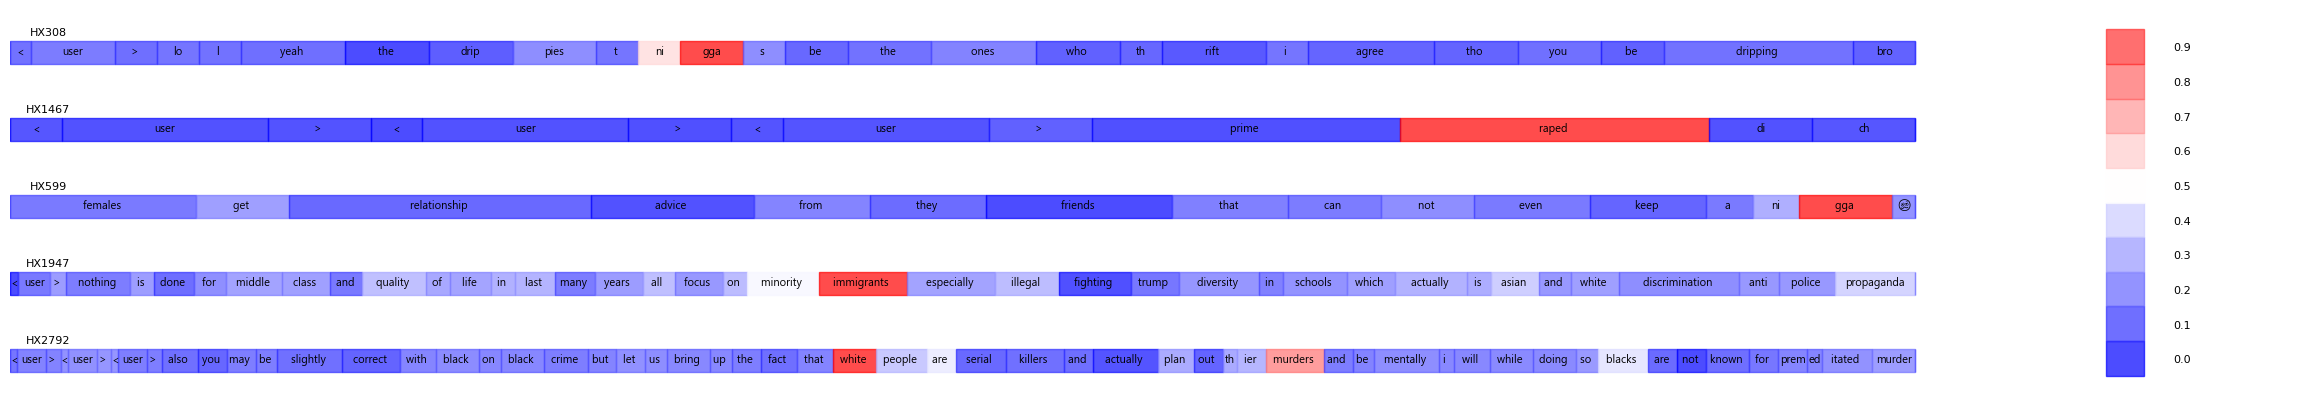 HX308
< user > lo l yeah the drip pies t ni gga s be the ones who th rift i agree tho you be dripping bro
HX1467
< user > < user > < user > prime raped di ch
HX599
females get relationship advice from they friends that can not even keep a ni gga 😒
HX1947
< user > nothing is done for middle class and quality of life in last many years all focus on minority immigrants especially illegal fighting trump diversity in schools which actually is asian and white discrimination anti police propaganda
HX2792
< user > < user > < user > also you may be slightly correct with black on black crime but let us bring up the fact that white people are serial killers and actually plan out th ier murders and be mentally i will while doing so blacks are not known for prem ed itated murder
0.9
0.8
0.7
0.6
0.5
0.4
0.3
0.2
0.1
0.0